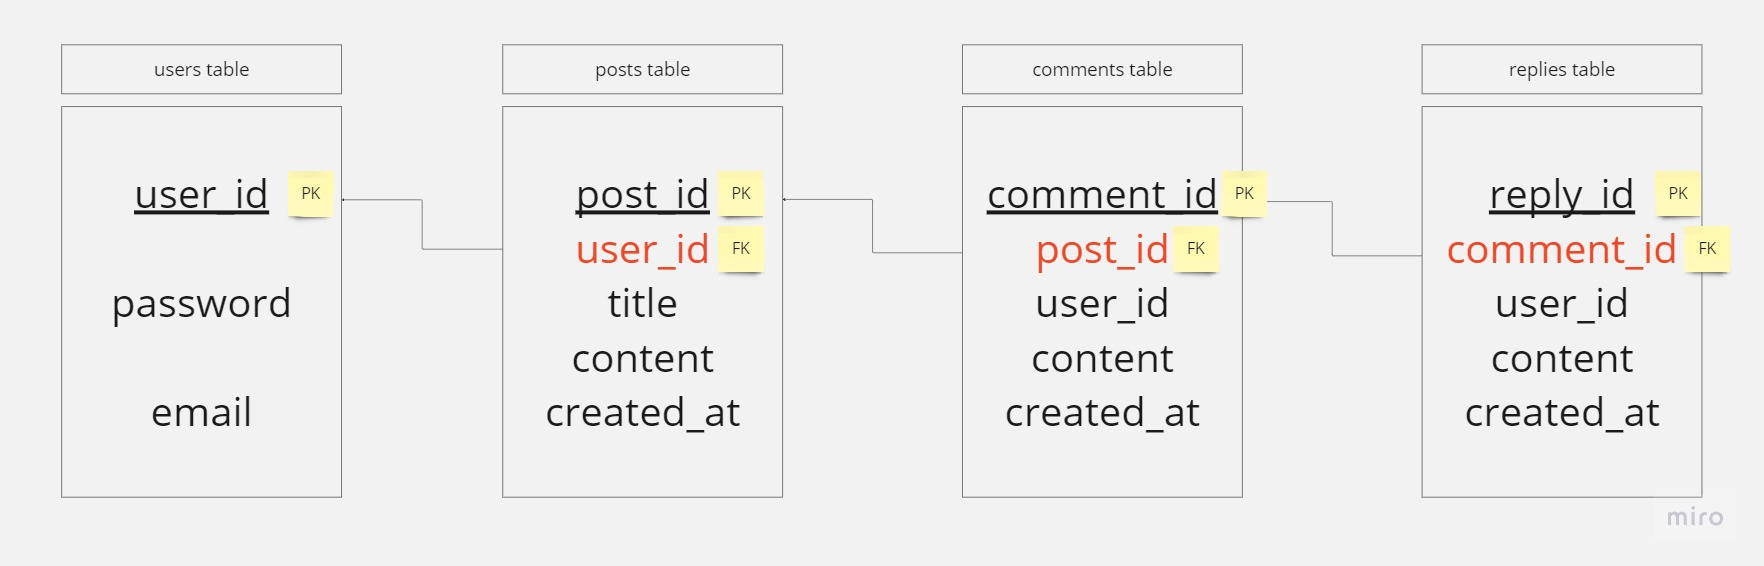 users table
user_id PK
password
email
posts table
post_id PK
user_id FK
title
content
created_at
comments table
comment_id PK
post_id FK
user_id
content
created_at
replies table
reply_id PK
comment_id FK
user_id
content
created_at
miro